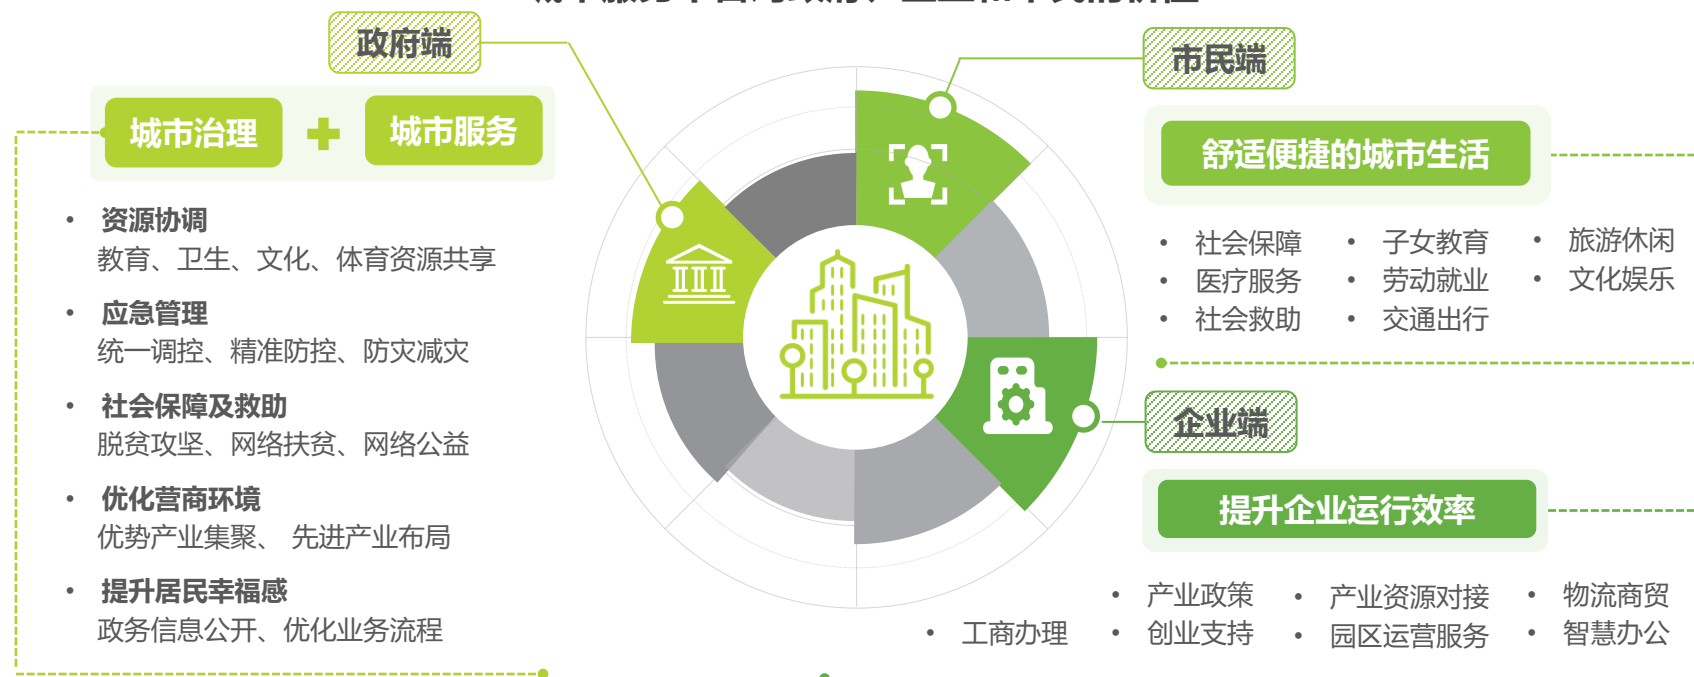 政府端
城市治理
城市服务
• 资源协调
教育、卫生、文化、体育资源共享
• 应急管理
统一调控、精准防控、防灾减灾
• 社会保障及救助
脱贫攻坚、网络扶贫、网络公益
• 优化营商环境
优势产业集聚、 先进产业布局
• 提升居民幸福感
政务信息公开、优化业务流程
市民端
舒适便捷的城市生活
• 社会保障 • 子女教育 • 旅游休闲
• 医疗服务 • 劳动就业 • 文化娱乐
• 社会救助 • 交通出行
企业端
提升企业运行效率
• 产业政策 • 产业资源对接 • 物流商贸
• 工商办理 • 创业支持 • 园区运营服务 • 智慧办公